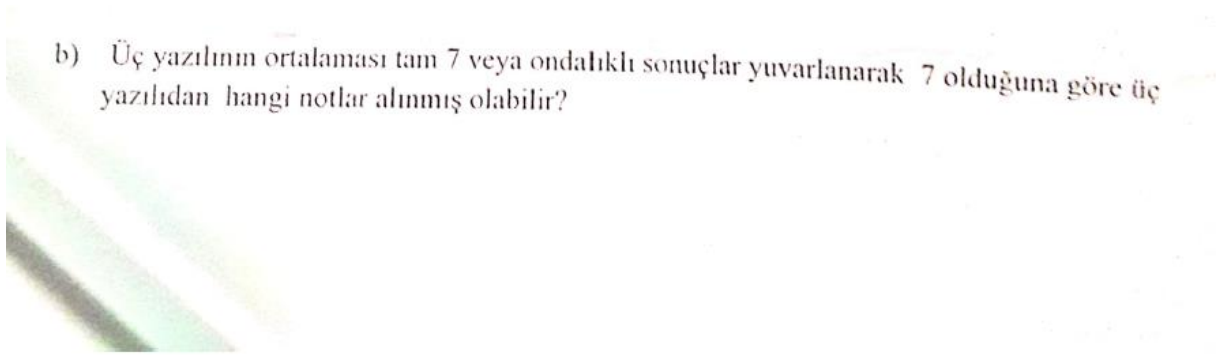 b) Üç yazılının ortalaması tam 7 veya ondalıklı sonuçlar yuvarlanarak 7 olduğuna göre üç
yazılıdan hangi notlar alınmış olabilir?